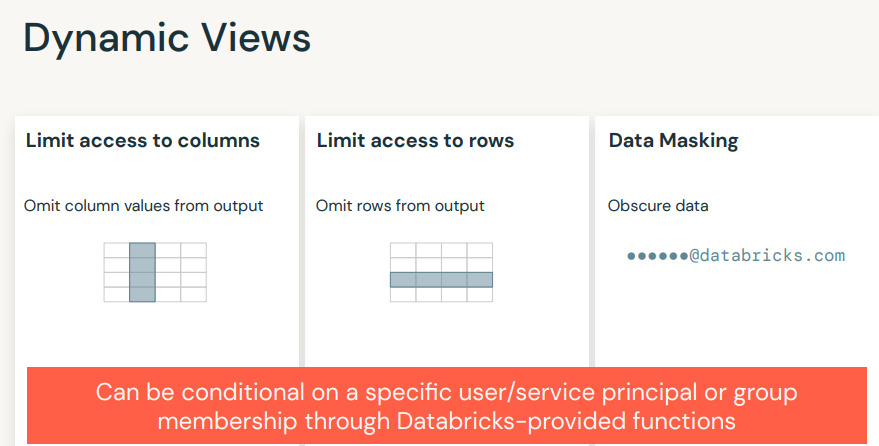 Dynamic Views
Limit access to columns
Omit column values from output
Limit access to rows
Omit rows from output
Data Masking
Obscure data
●●●●●●@databricks.com
Can be conditional on a specific user/service principal or group
membership through Databricks-provided functions